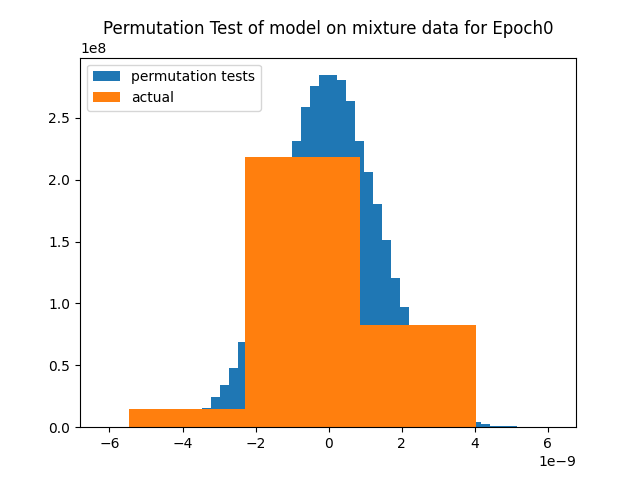 Permutation Test of model on mixture data for Epoch0
1e8
permutation tests
actual
2.5
2.0
1.5
1.0
0.5
0.0
−6 −4 −2 0 2 4 6
1e−9